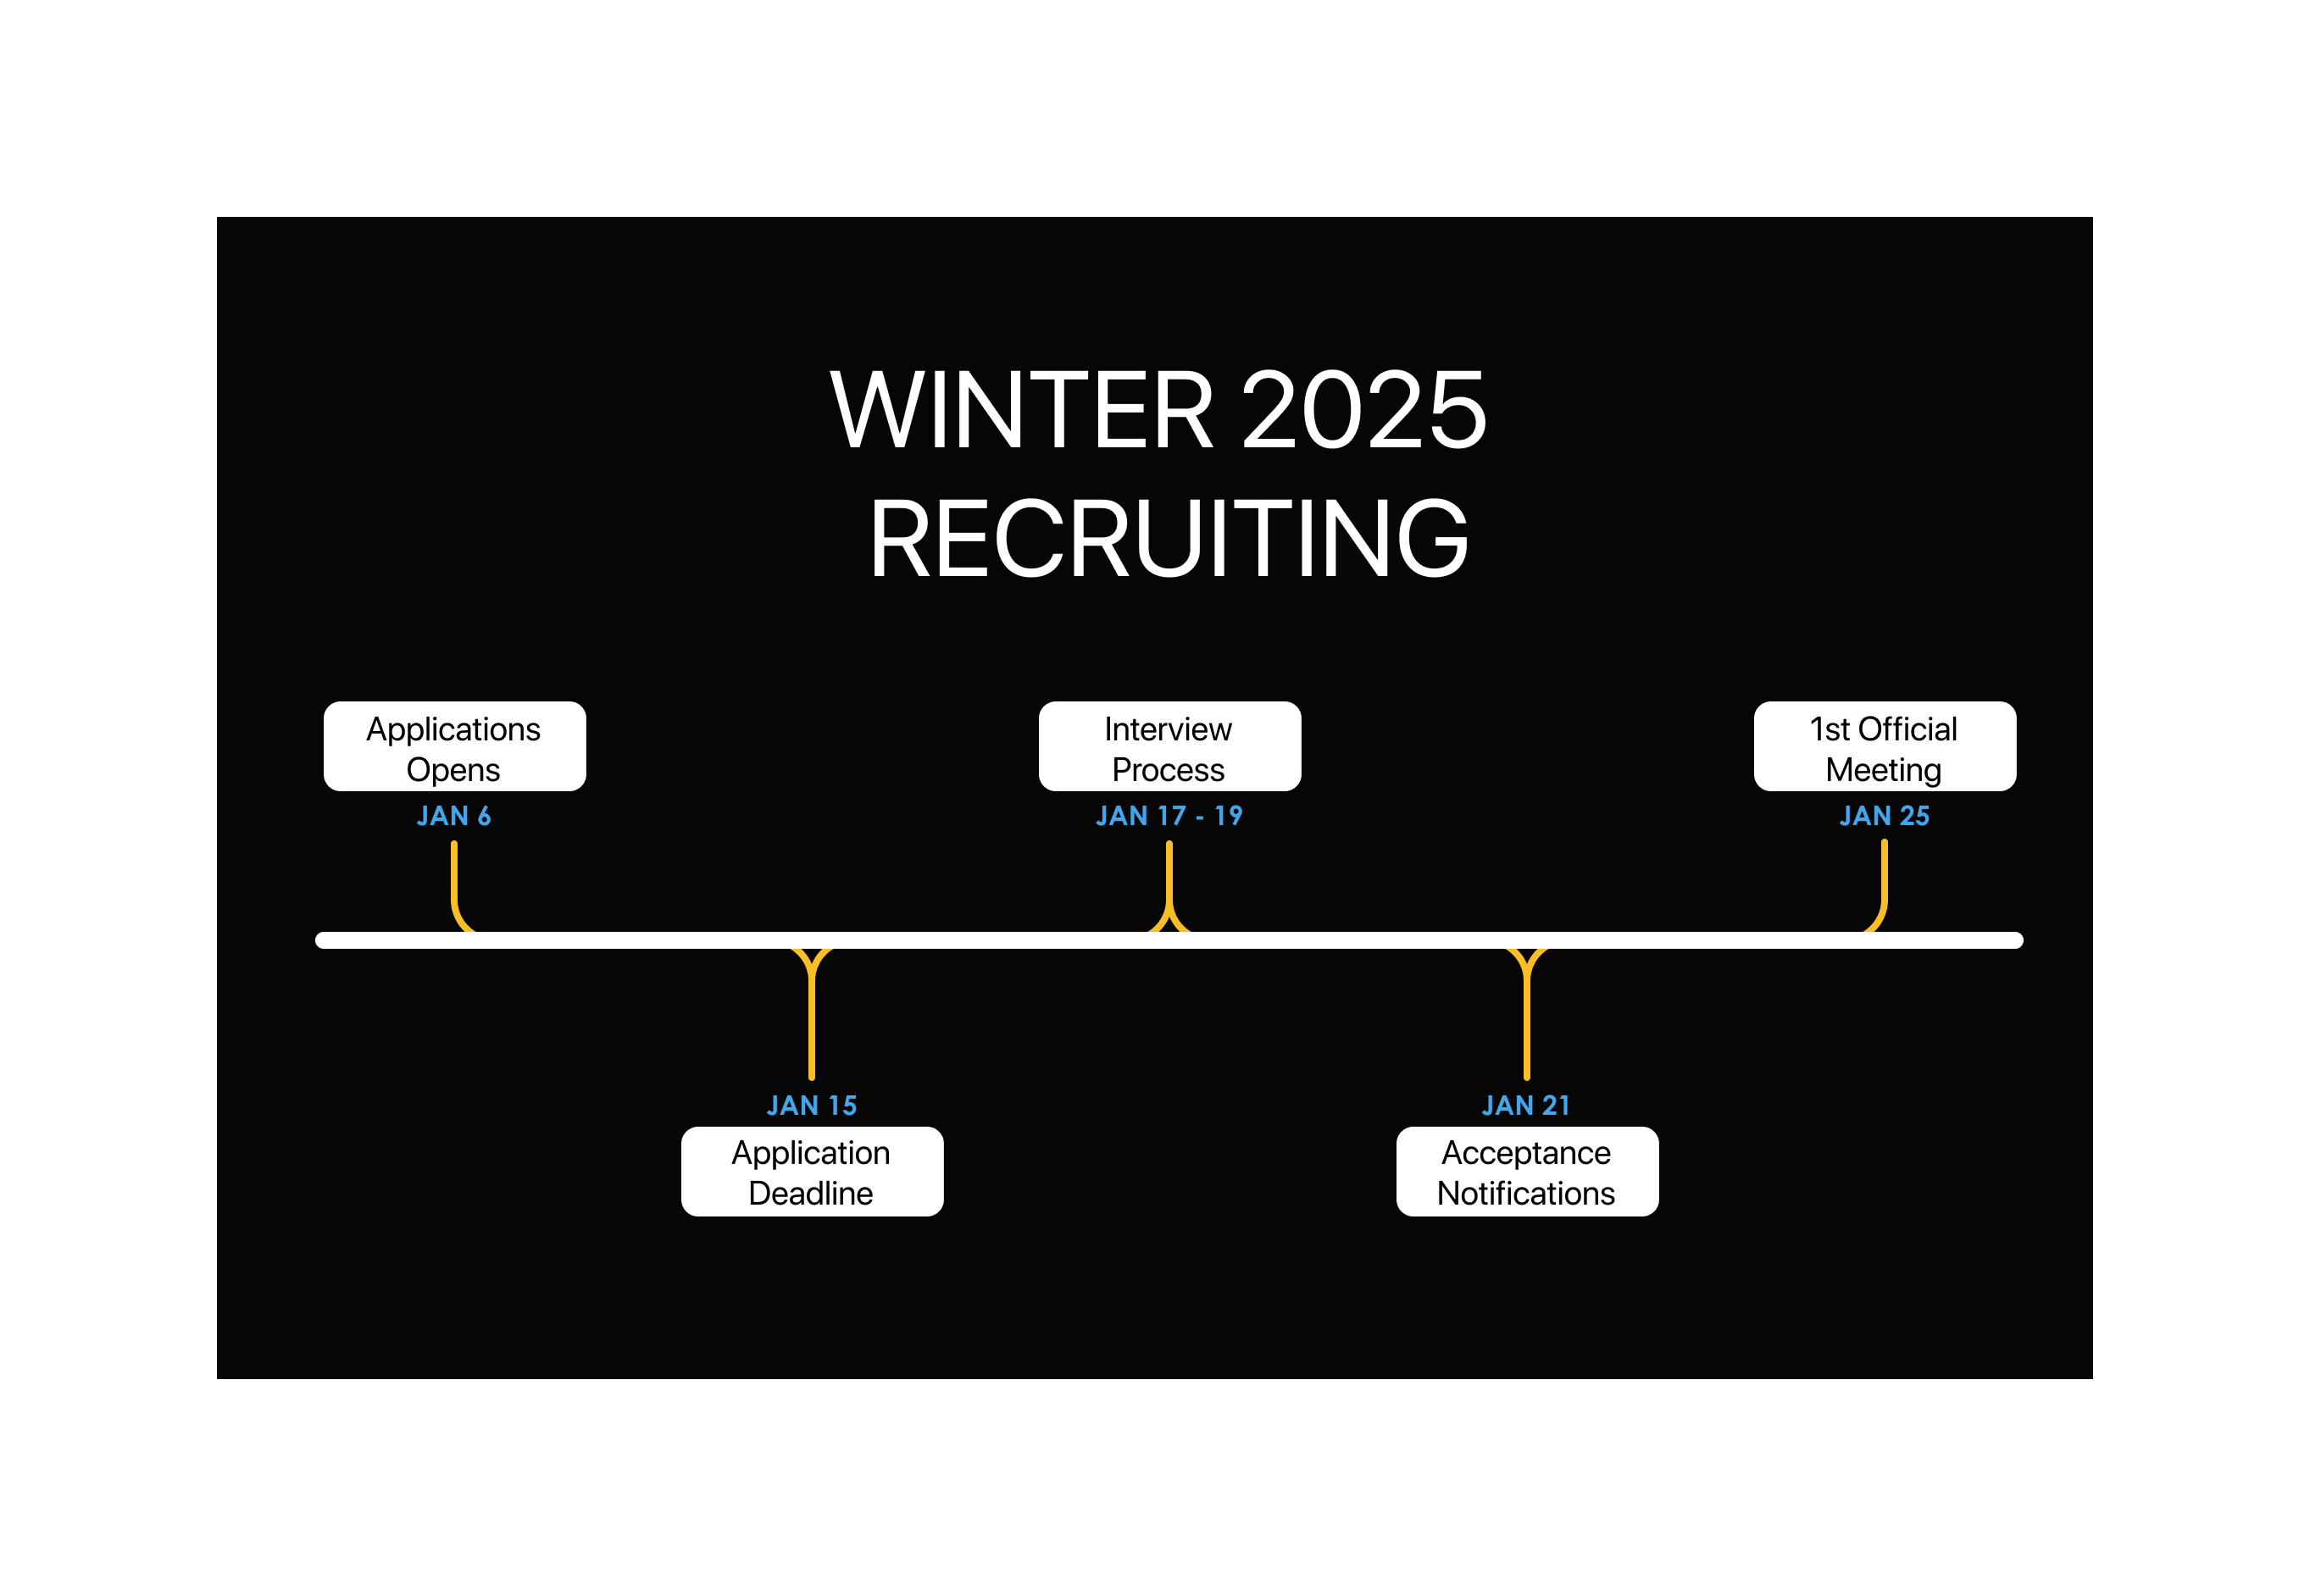 WINTER 2025
RECRUITING
Applications
Opens
JAN 6
Interview
Process
JAN 17 - 19
1st Official
Meeting
JAN 25
JAN 15
Application
Deadline
JAN 21
Acceptance
Notifications